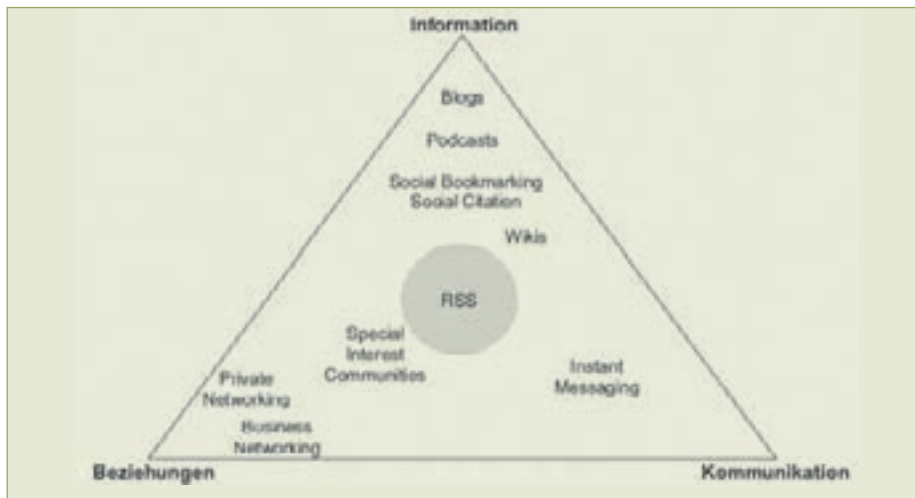 Information
Blogs
Podcasts
Social Bookmarking
Social Citation
Wikis
RSS
Special
Interest
Communities
Instant
Messaging
Private
Networking
Business
Networking
Beziehungen
Kommunikation